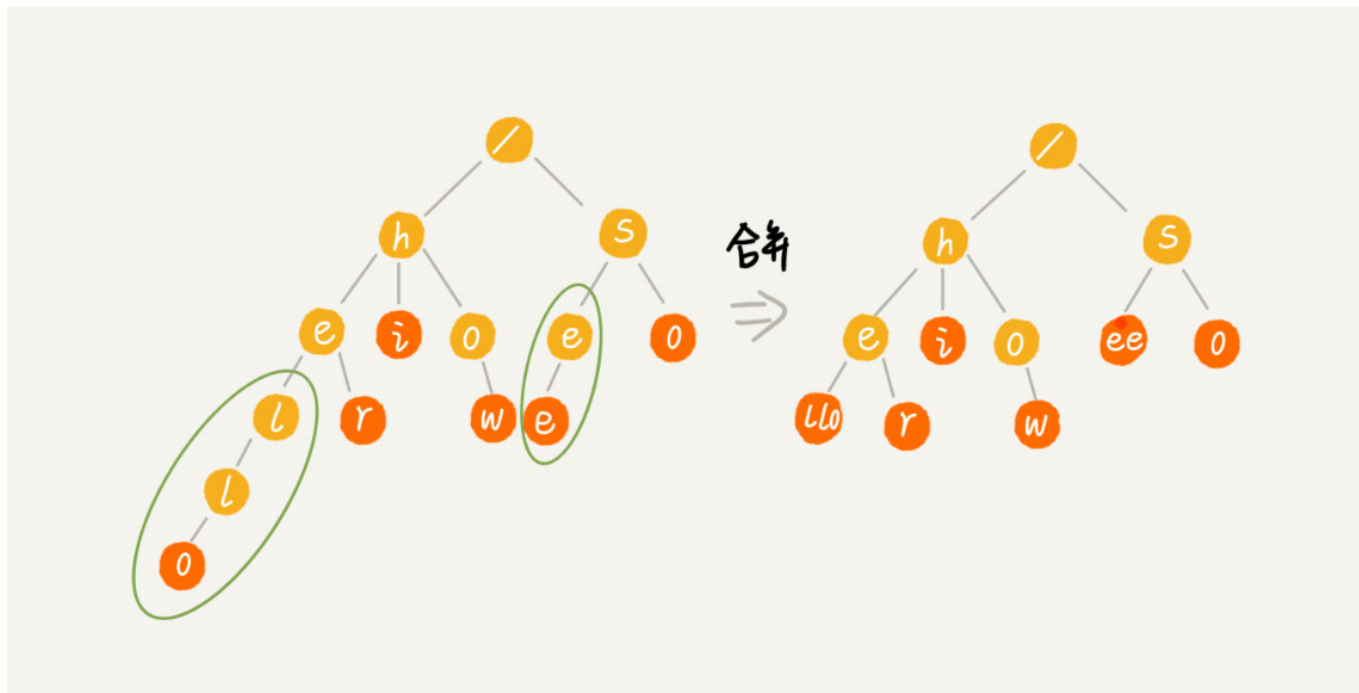 /
h S
合并
e i o e o
l r w e
l
o
/
h S
e i o ee o
llo r w